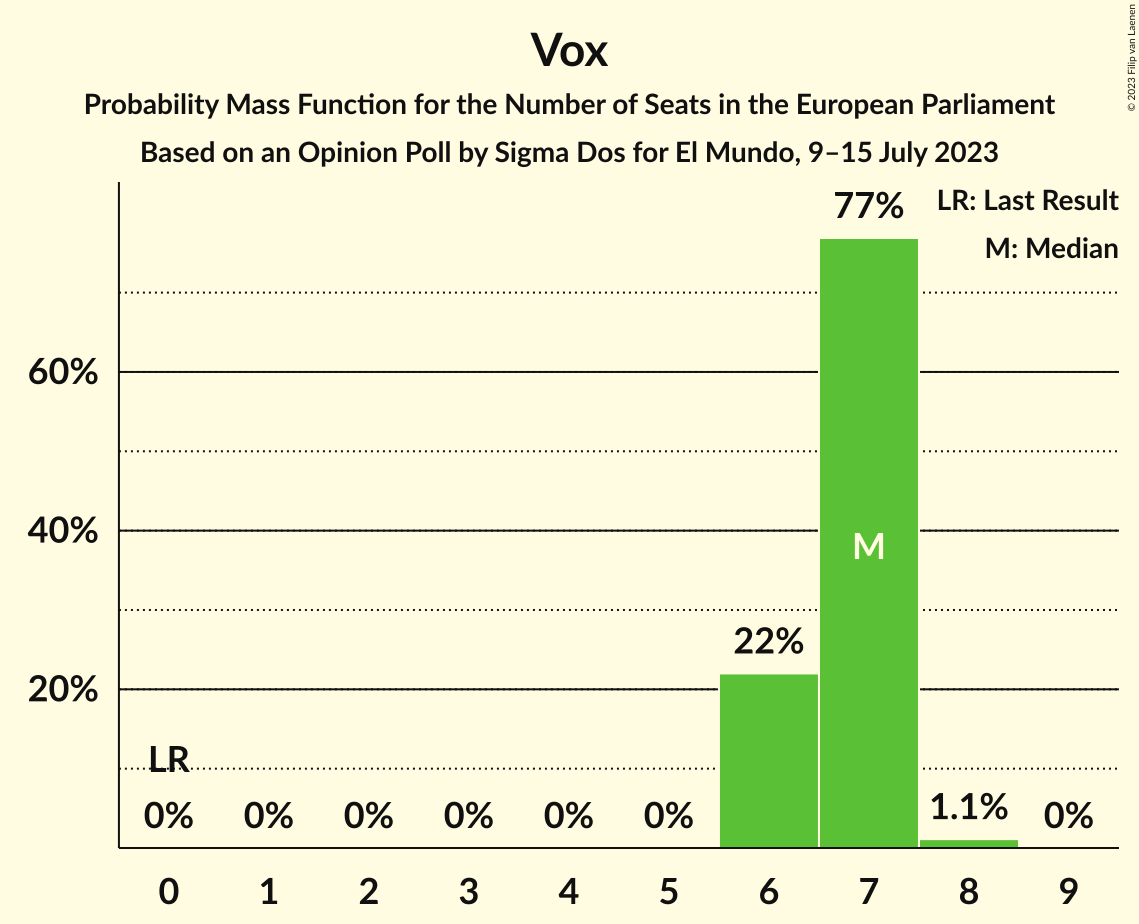 Vox
Probability Mass Function for the Number of Seats in the European Parliament
Based on an Opinion Poll by Sigma Dos for El Mundo, 9–15 July 2023
© 2023 Filip van Laenen
LR: Last Result
M: Median
77%
60%
40%
M
22%
20%
LR
0%
0%
0%
0%
0%
0%
1.1%
0%
0
1
2
3
4
5
6
7
8
9